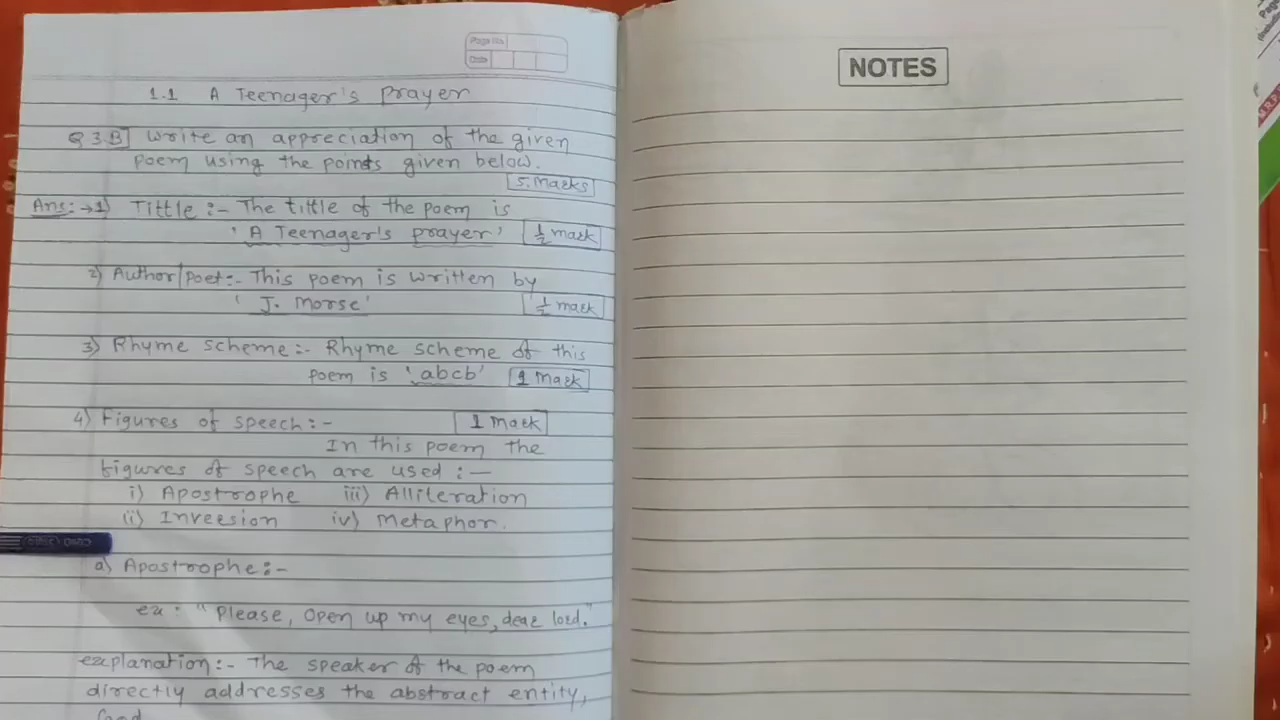 Page No.
Date
1.1 A Teenager's Prayer
Q 3.B] Write an appreciation of the given
poem using the points given below.
5. Marks
Ans:→1) Tittle :- The tittle of the poem is
'A Teenager's prayer' 1/2 mark
2) Author/Poet:- This poem is written by
'J. Morse' 1/2 mark
3) Rhyme scheme:- Rhyme scheme of this
poem is 'abcb' 1 Mark
4) Figures of speech:- 1 Mark
In this poem the
figures of speech are used :-
i) Apostrophe iii) Alliteration
(ii) Inversion iv) Metaphor.
a) Apostrophe:-
ex: "Please, Open up my eyes, dear lord."
explanation:- The speaker of the poem
directly addresses the abstract entity,
NOTES
M.R.P.